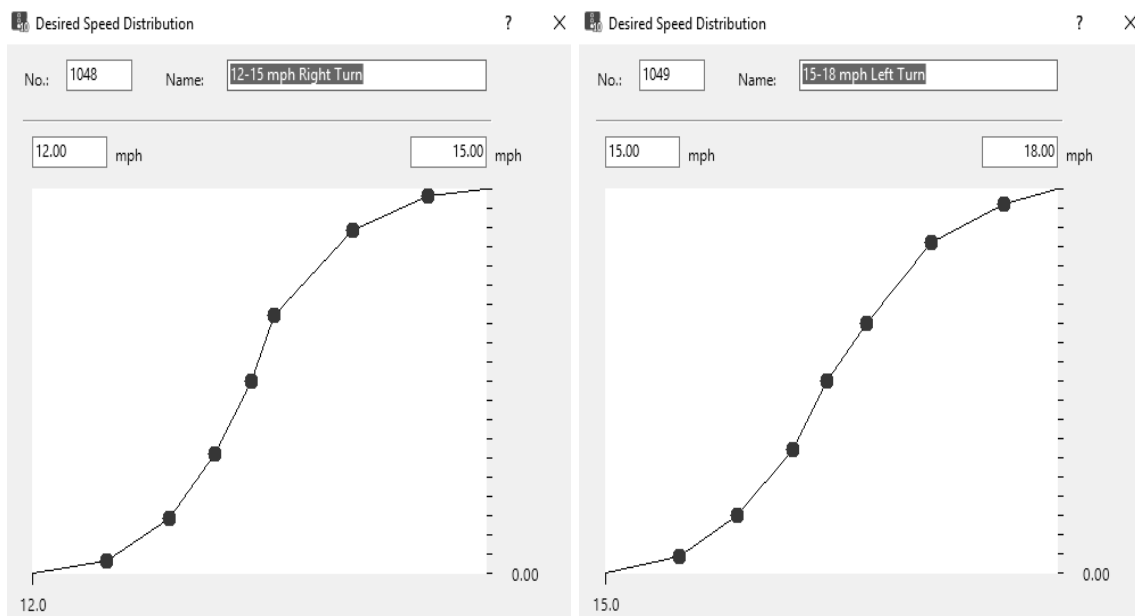 Desired Speed Distribution ? X
No.: 1048 Name: 12-15 mph Right Turn
12.00 mph 15.00 mph
0.00
12.0
Desired Speed Distribution ? X
No.: 1049 Name: 15-18 mph Left Turn
15.00 mph 18.00 mph
0.00
15.0